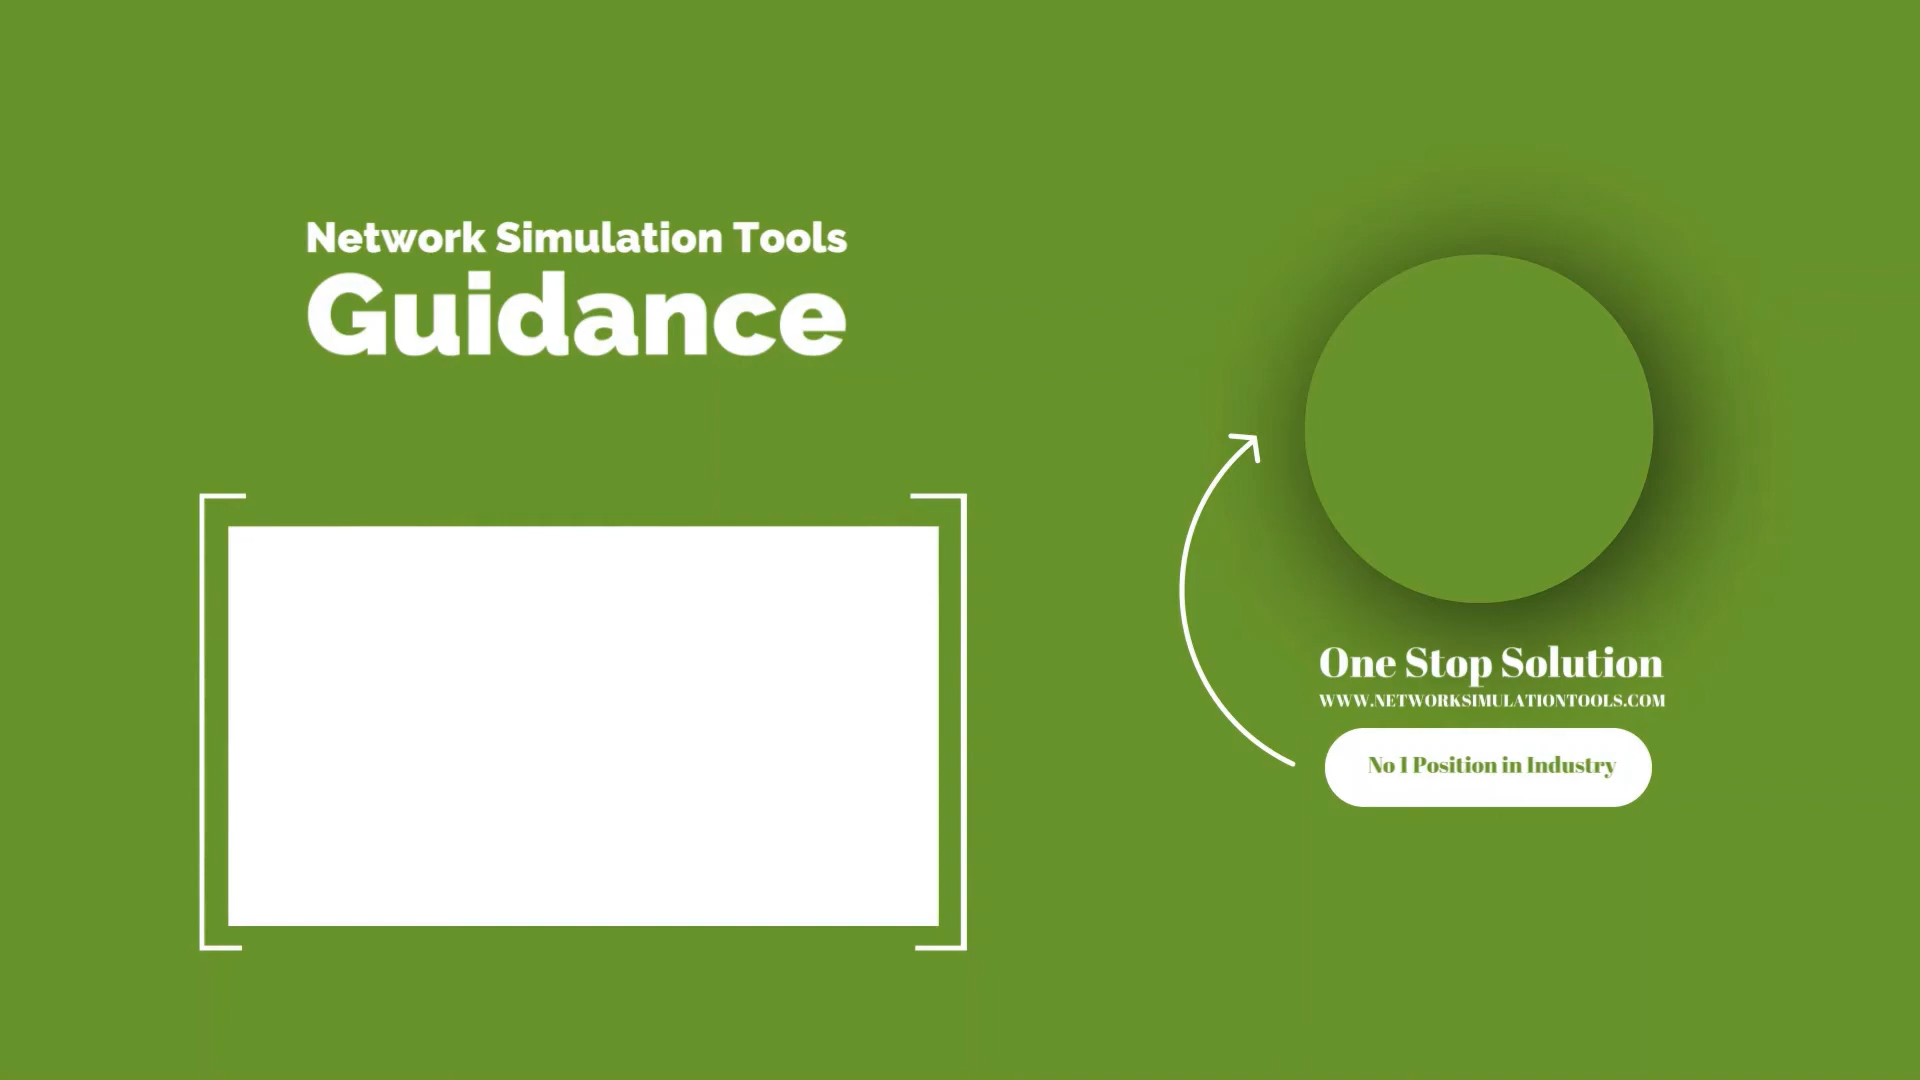 Network Simulation Tools
Guidance
One Stop Solution
WWW.NETWORKSIMULATIONTOOLS.COM
No 1 Position in Industry